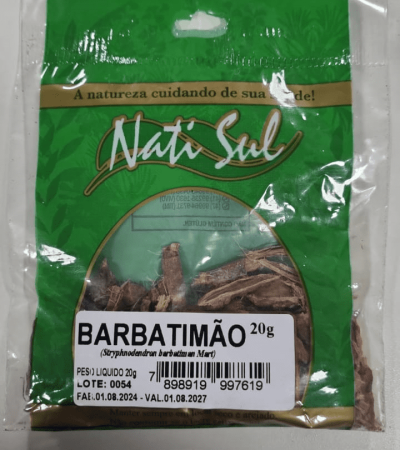 A natureza cuidando de sua
Nati Sul
BARBATIMÃO 20g
(Stryphnodendron barbatiman Mart)
PESO LIQUIDO 20g
LOTE: 0054
FAB.01.08.2024 - VAL.01.08.2027
7 898919 997619